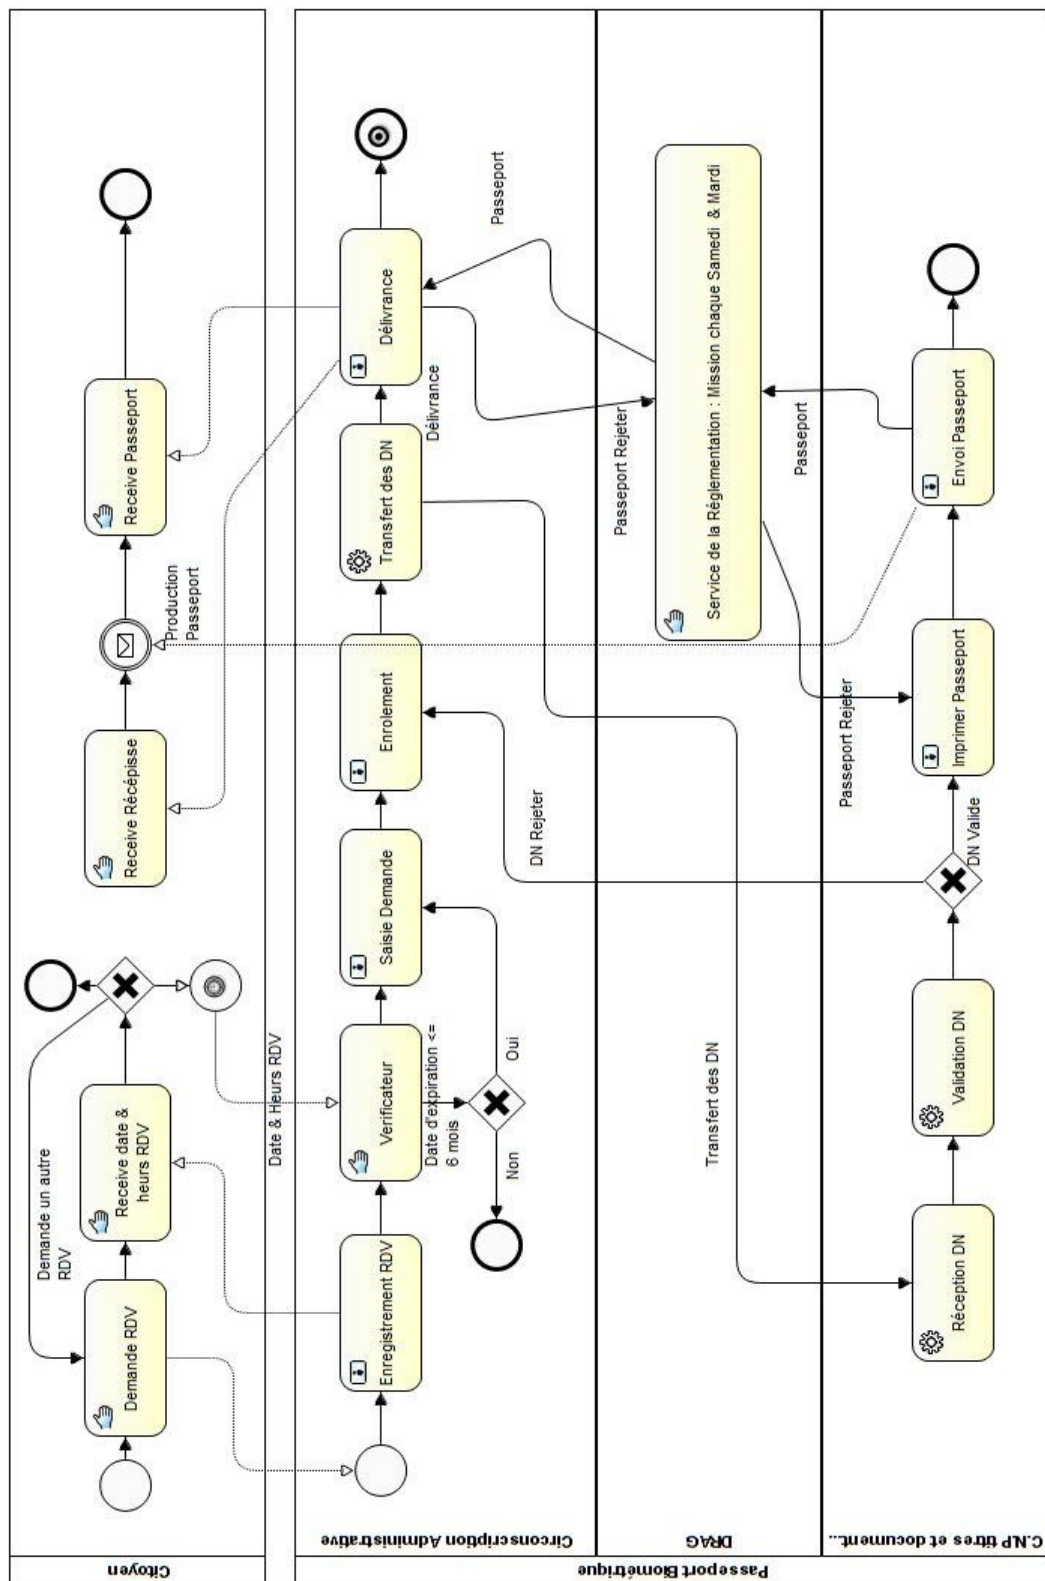 Citoyen
Demande RDV
Demande un autre
RDV
Receive date &
heurs RDV
Receive Récépisse
Production
Passeport
Receive Passeport
Date & Heurs RDV
Passeport Biométrique
Circonscription Administrative
Enregistrement RDV
Verificateur
Date d'expiration <=
6 mois
Non
Oui
Saisie Demande
Enrolement
Transfert des DN
Délivrance
Délivrance
DN Rejeter
Passeport Rejeter
Passeport
DRAG
Transfert des DN
Service de la Réglementation : Mission chaque Samedi & Mardi
Passeport Rejeter
Passeport
C.N.P titres et document...
Réception DN
Validation DN
DN Valide
Imprimer Passeport
Envoi Passeport